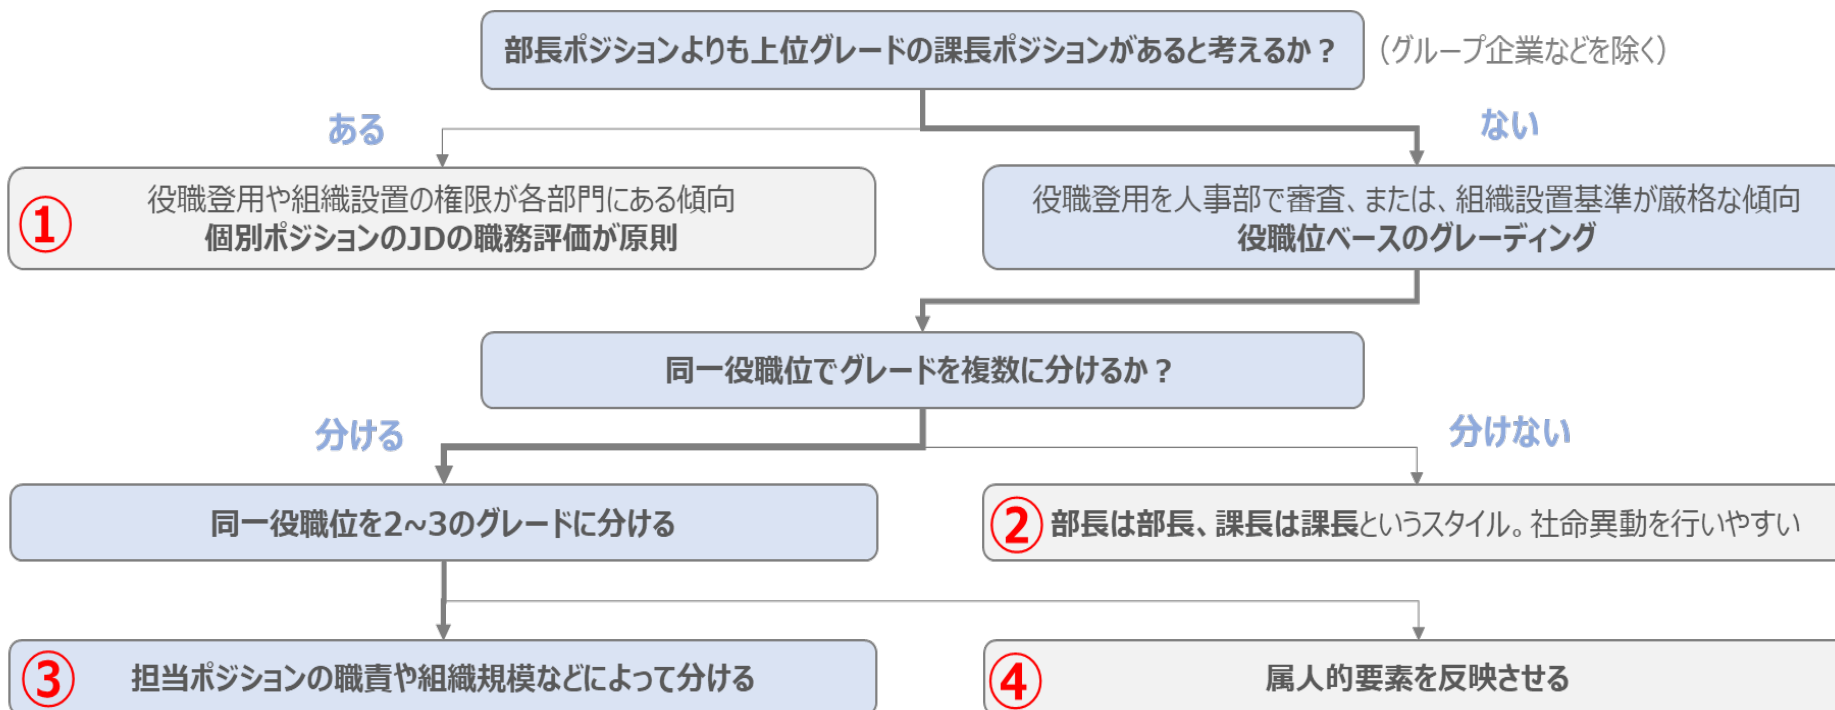 部長ポジションよりも上位グレードの課長ポジションがあると考えるか？
（グループ企業などを除く）
ある
ない
①
役職登用や組織設置の権限が各部門にある傾向
個別ポジションのJDの職務評価が原則
役職登用を人事部で審査、または、組織設置基準が厳格な傾向
役職位ベースのグレーディング
同一役職位でグレードを複数に分けるか？
分ける
分けない
同一役職位を2~3のグレードに分ける
② 部長は部長、課長は課長というスタイル。社命異動を行いやすい
③ 担当ポジションの職責や組織規模などによって分ける
④ 属人的要素を反映させる